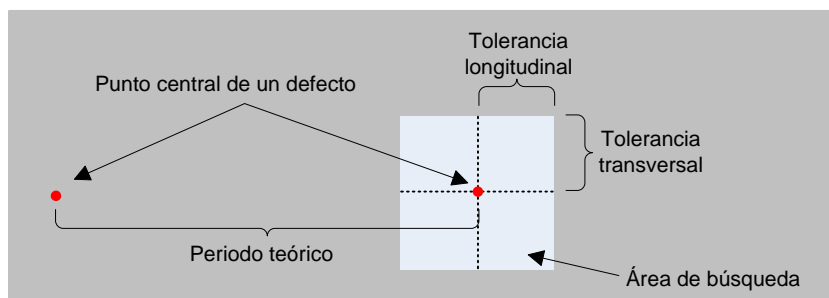 Tolerancia
longitudinal
Punto central de un defecto
Tolerancia
transversal
Periodo teórico
Área de búsqueda